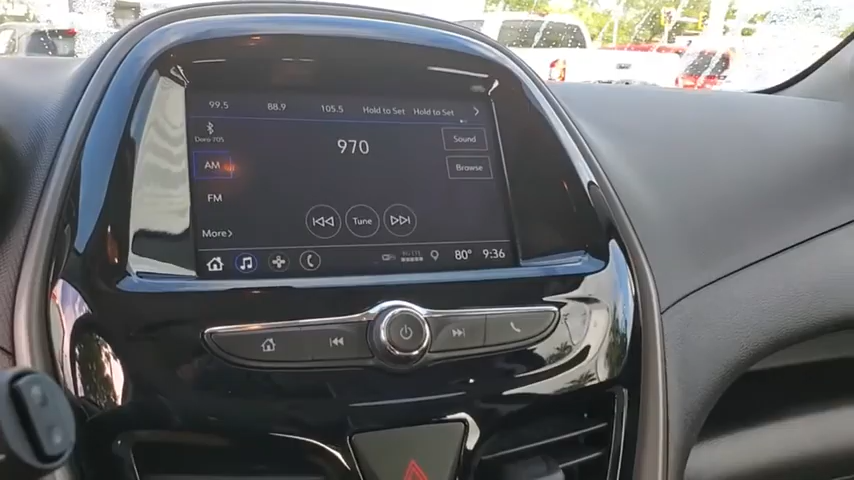 99.5 88.9 105.5 Hold to Set Hold to Set
970
Sound
AM
Browse
FM
Tune
More
LTE 80° 9:36